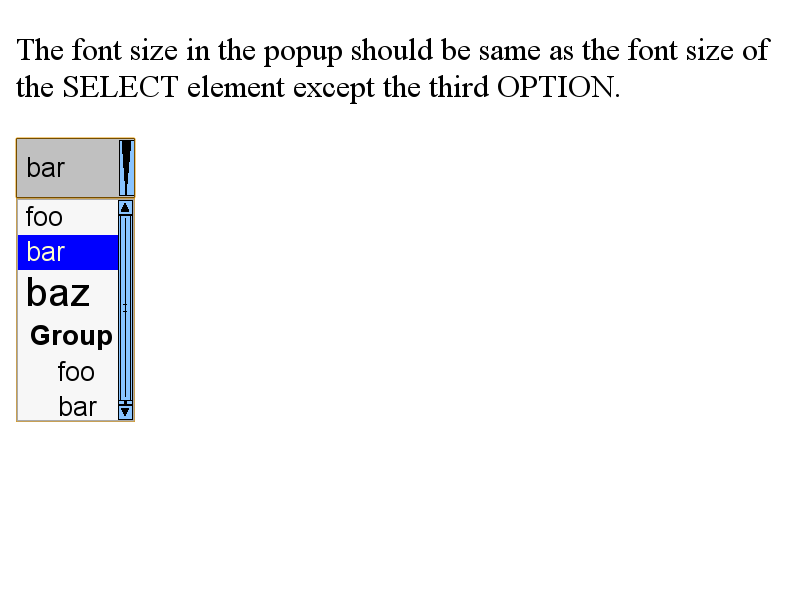 The font size in the popup should be same as the font size of
the SELECT element except the third OPTION.
bar
foo
bar
baz
Group
foo
bar